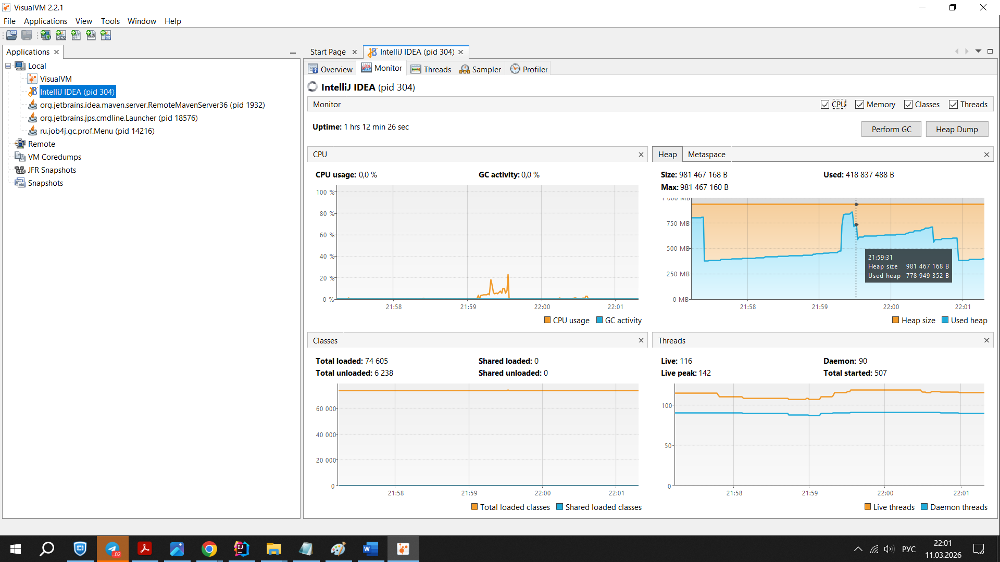 VisualVM 2.2.1
File Applications View Tools Window Help
Applications
Start Page
IntelliJ IDEA (pid 304)
Local
VisualVM
IntelliJ IDEA (pid 304)
org.jetbrains.idea.maven.server.RemoteMavenServer36 (pid 1932)
org.jetbrains.jps.cmdline.Launcher (pid 18576)
ru.job4j.gc.prof.Menu (pid 14216)
Remote
VM Coredumps
JFR Snapshots
Snapshots
Overview Monitor Threads Sampler Profiler
IntelliJ IDEA (pid 304)
Monitor
CPU Memory Classes Threads
Uptime: 1 hrs 12 min 26 sec
Perform GC Heap Dump
CPU
CPU usage: 0,0 % GC activity: 0,0 %
100 %
80 %
60 %
40 %
20 %
0 %
21:58 21:59 22:00 22:01
CPU usage GC activity
Heap Metaspace
Size: 981 467 168 B Used: 418 837 488 B
Max: 981 467 160 B
1 000 MB
750 MB
500 MB
250 MB
0 MB
21:59:31
Heap size 981 467 168 B
Used heap 778 949 352 B
21:58 21:59 22:00 22:01
Heap size Used heap
Classes
Total loaded: 74 605 Shared loaded: 0
Total unloaded: 6 238 Shared unloaded: 0
60 000
40 000
20 000
0
21:58 21:59 22:00 22:01
Total loaded classes Shared loaded classes
Threads
Live: 116 Daemon: 90
Live peak: 142 Total started: 507
100
50
0
21:58 21:59 22:00 22:01
Live threads Daemon threads
..02
IJ
W
РУС
22:01
11.03.2026